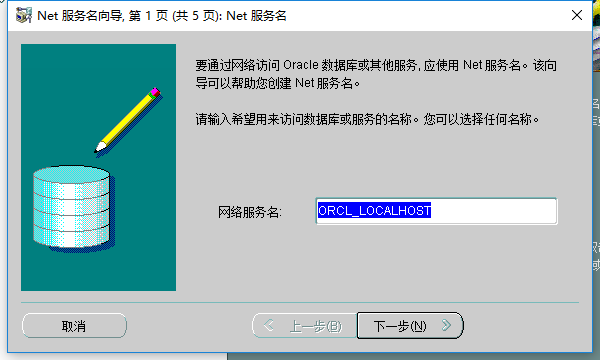 Net 服务名向导, 第 1 页 (共 5 页): Net 服务名
要通过网络访问 Oracle 数据库或其他服务, 应使用 Net 服务名。该向
导可以帮助您创建 Net 服务名。
请输入希望用来访问数据库或服务的名称。您可以选择任何名称。
网络服务名: ORCL_LOCALHOST
取消 上一步(B) 下一步(N)